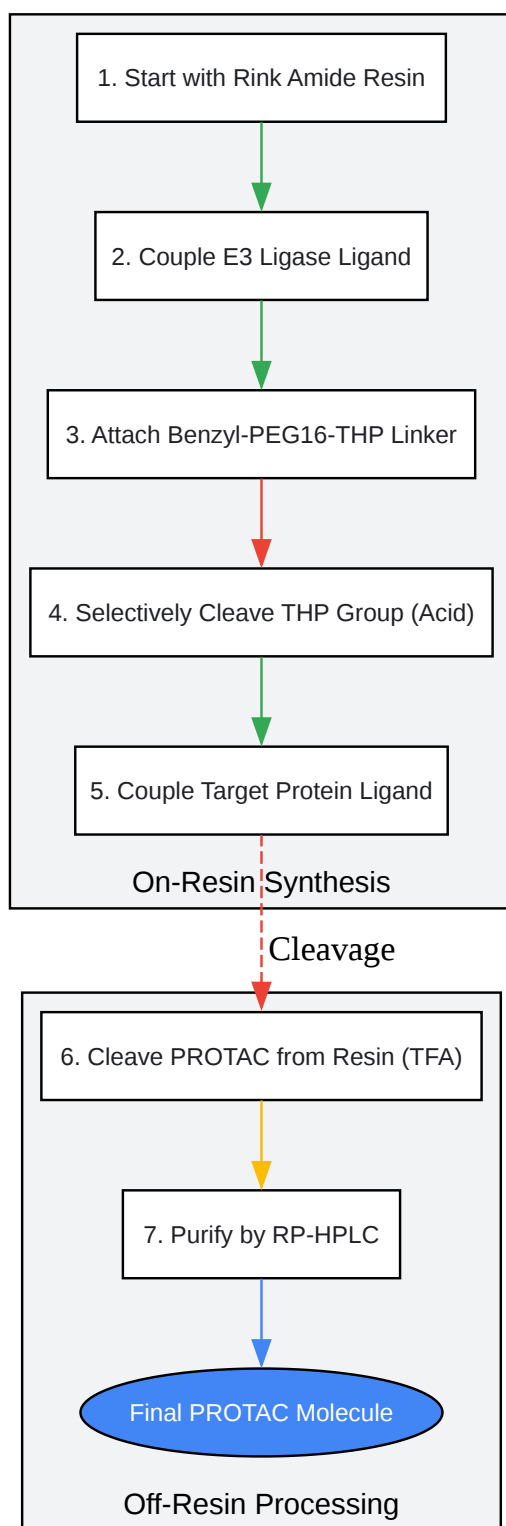 1. Start with Rink Amide Resin
2. Couple E3 Ligase Ligand
3. Attach Benzyl-PEG16-THP Linker
4. Selectively Cleave THP Group (Acid)
5. Couple Target Protein Ligand
On-Resin Synthesis
Cleavage
6. Cleave PROTAC from Resin (TFA)
7. Purify by RP-HPLC
Final PROTAC Molecule
Off-Resin Processing